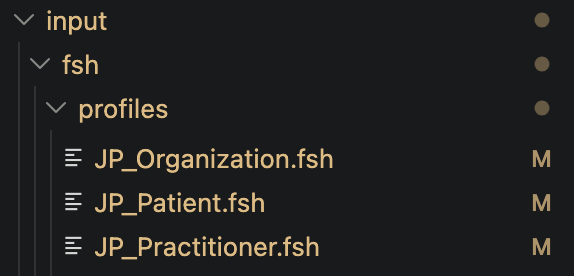 input
fsh
profiles
JP_Organization.fsh M
JP_Patient.fsh M
JP_Practitioner.fsh M